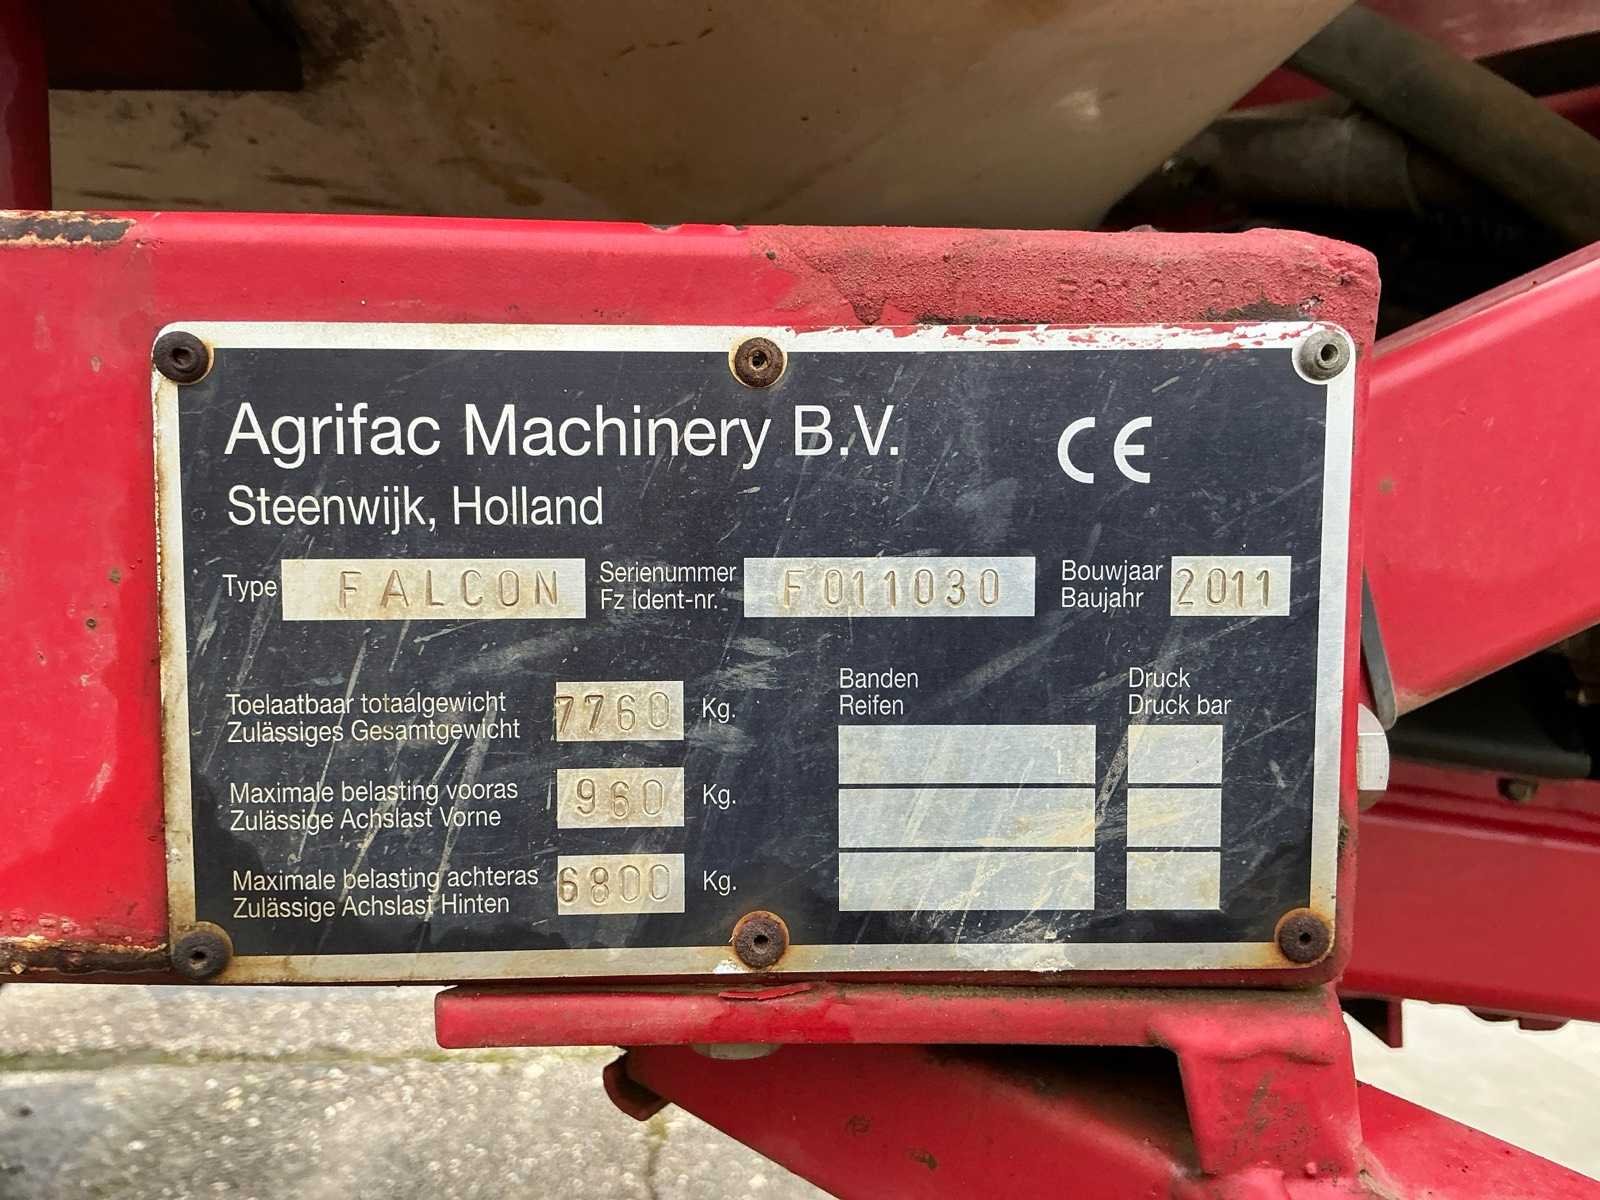 Agrifac Machinery B.V.
CE
Steenwijk, Holland
Type FALCON
Serienummer
Fz Ident-nr.
F011030
Bouwjaar
Baujahr
2011
Toelaatbaar totaalgewicht
Zulässiges Gesamtgewicht
7760 Kg.
Maximale belasting vooras
Zulässige Achslast Vorne
960 Kg.
Maximale belasting achteras
Zulässige Achslast Hinten
6800 Kg.
Banden
Reifen
Druck
Druck bar